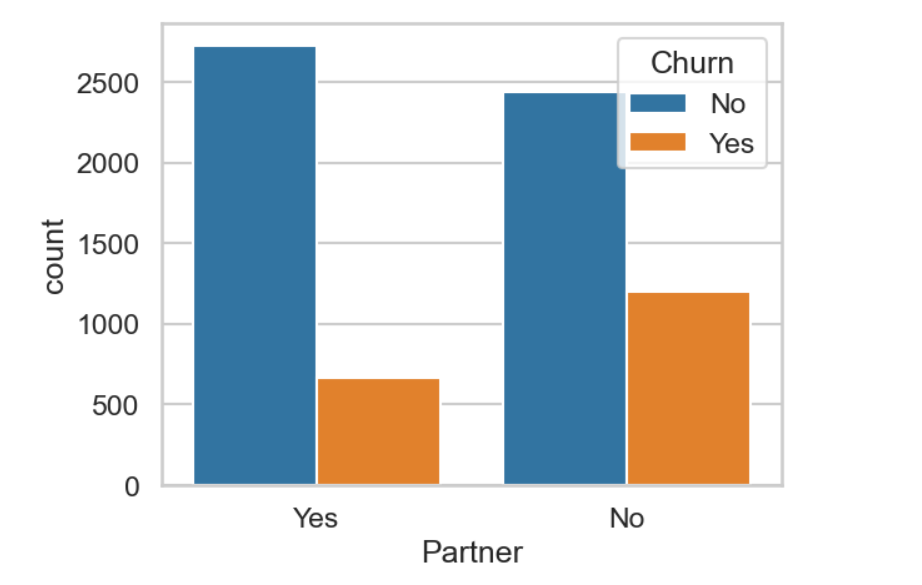 Churn
No
Yes
2500
2000
1500
1000
500
0
count
Yes No
Partner